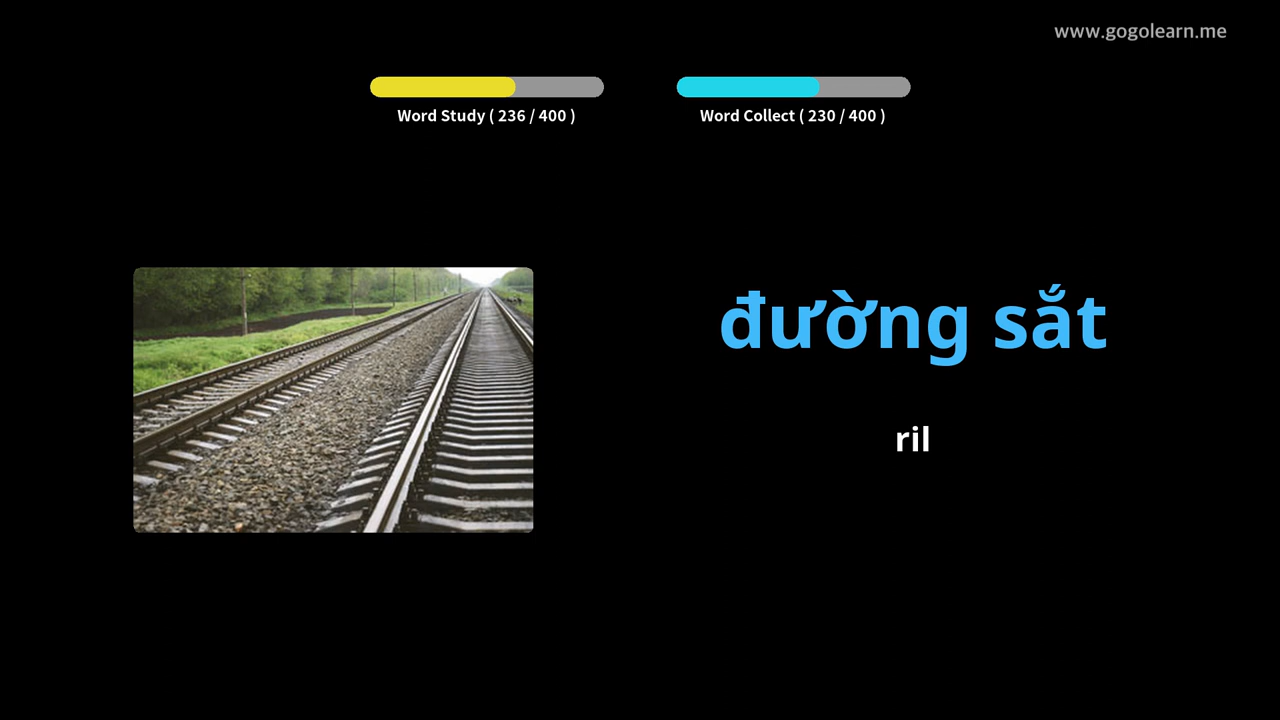 www.gogolearn.me
Word Study ( 236 / 400 )
Word Collect ( 230 / 400 )
đường sắt
ril